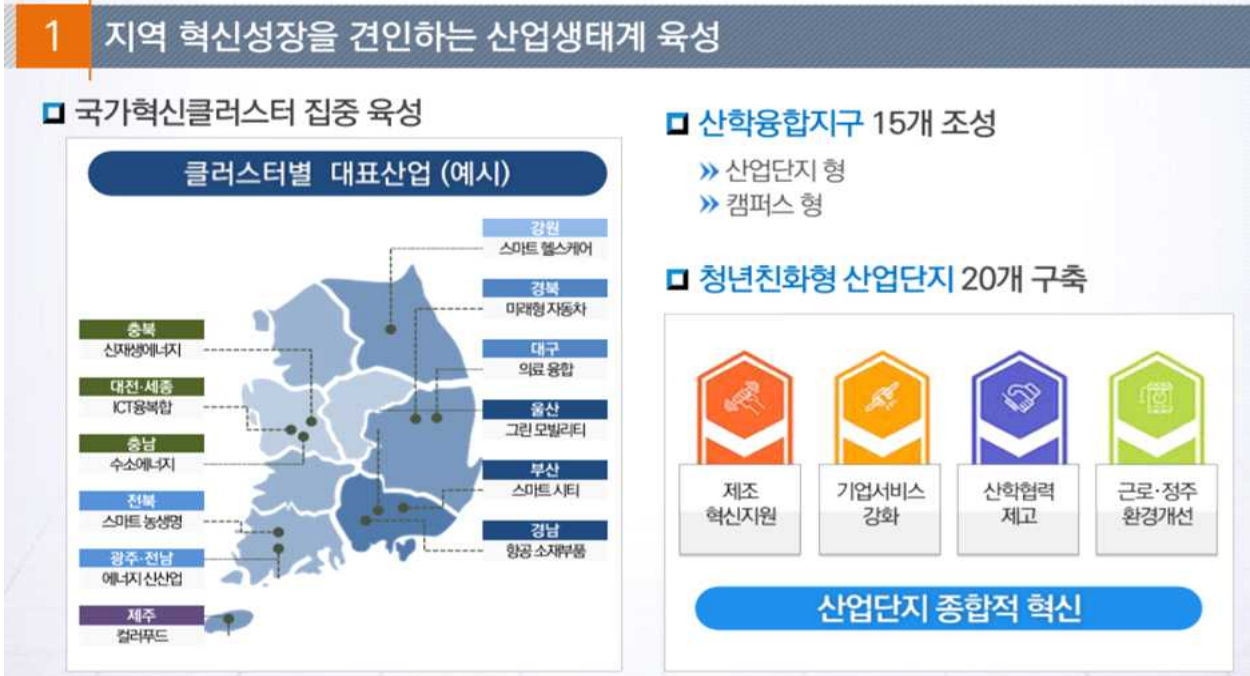 1 지역 혁신성장을 견인하는 산업생태계 육성
국가혁신클러스터 집중 육성
클러스터별 대표산업 (예시)
강원
스마트 헬스케어
경북
미래형 자동차
대구
의료 융합
울산
그린 모빌리티
부산
스마트 시티
경남
항공 소재부품
충북
신재생에너지
대전·세종
ICT융복합
충남
수소에너지
전북
스마트 농생명
광주·전남
에너지 신산업
제주
컬러푸드
산학융합지구 15개 조성
» 산업단지 형
» 캠퍼스 형
청년친화형 산업단지 20개 구축
제조
혁신지원
기업서비스
강화
산학협력
제고
근로·정주
환경개선
산업단지 종합적 혁신